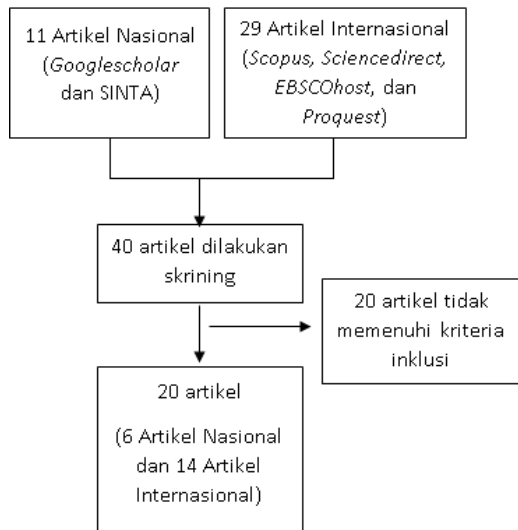 11 Artikel Nasional
(Googlescholar
dan SINTA)
29 Artikel Internasional
(Scopus, Sciencedirect,
EBSCOhost, dan
Proquest)
40 artikel dilakukan
skrining
20 artikel tidak
memenuhi kriteria
inklusi
20 artikel
(6 Artikel Nasional
dan 14 Artikel
Internasional)